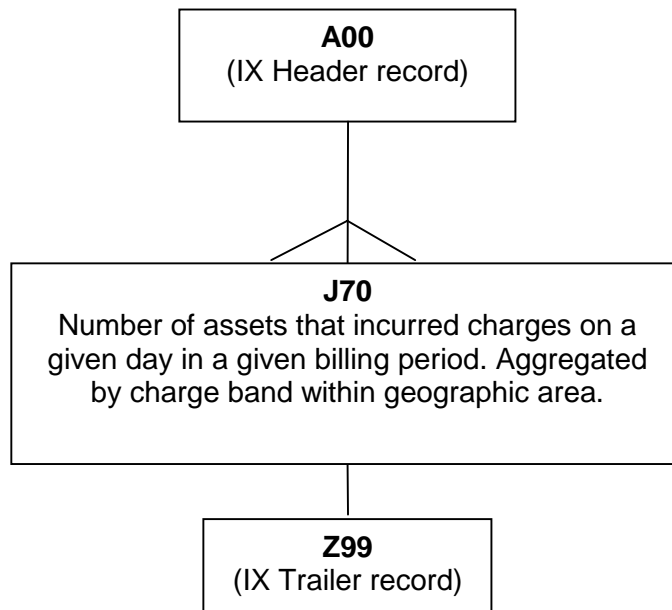 A00
(IX Header record)
J70
Number of assets that incurred charges on a
given day in a given billing period. Aggregated
by charge band within geographic area.
Z99
(IX Trailer record)